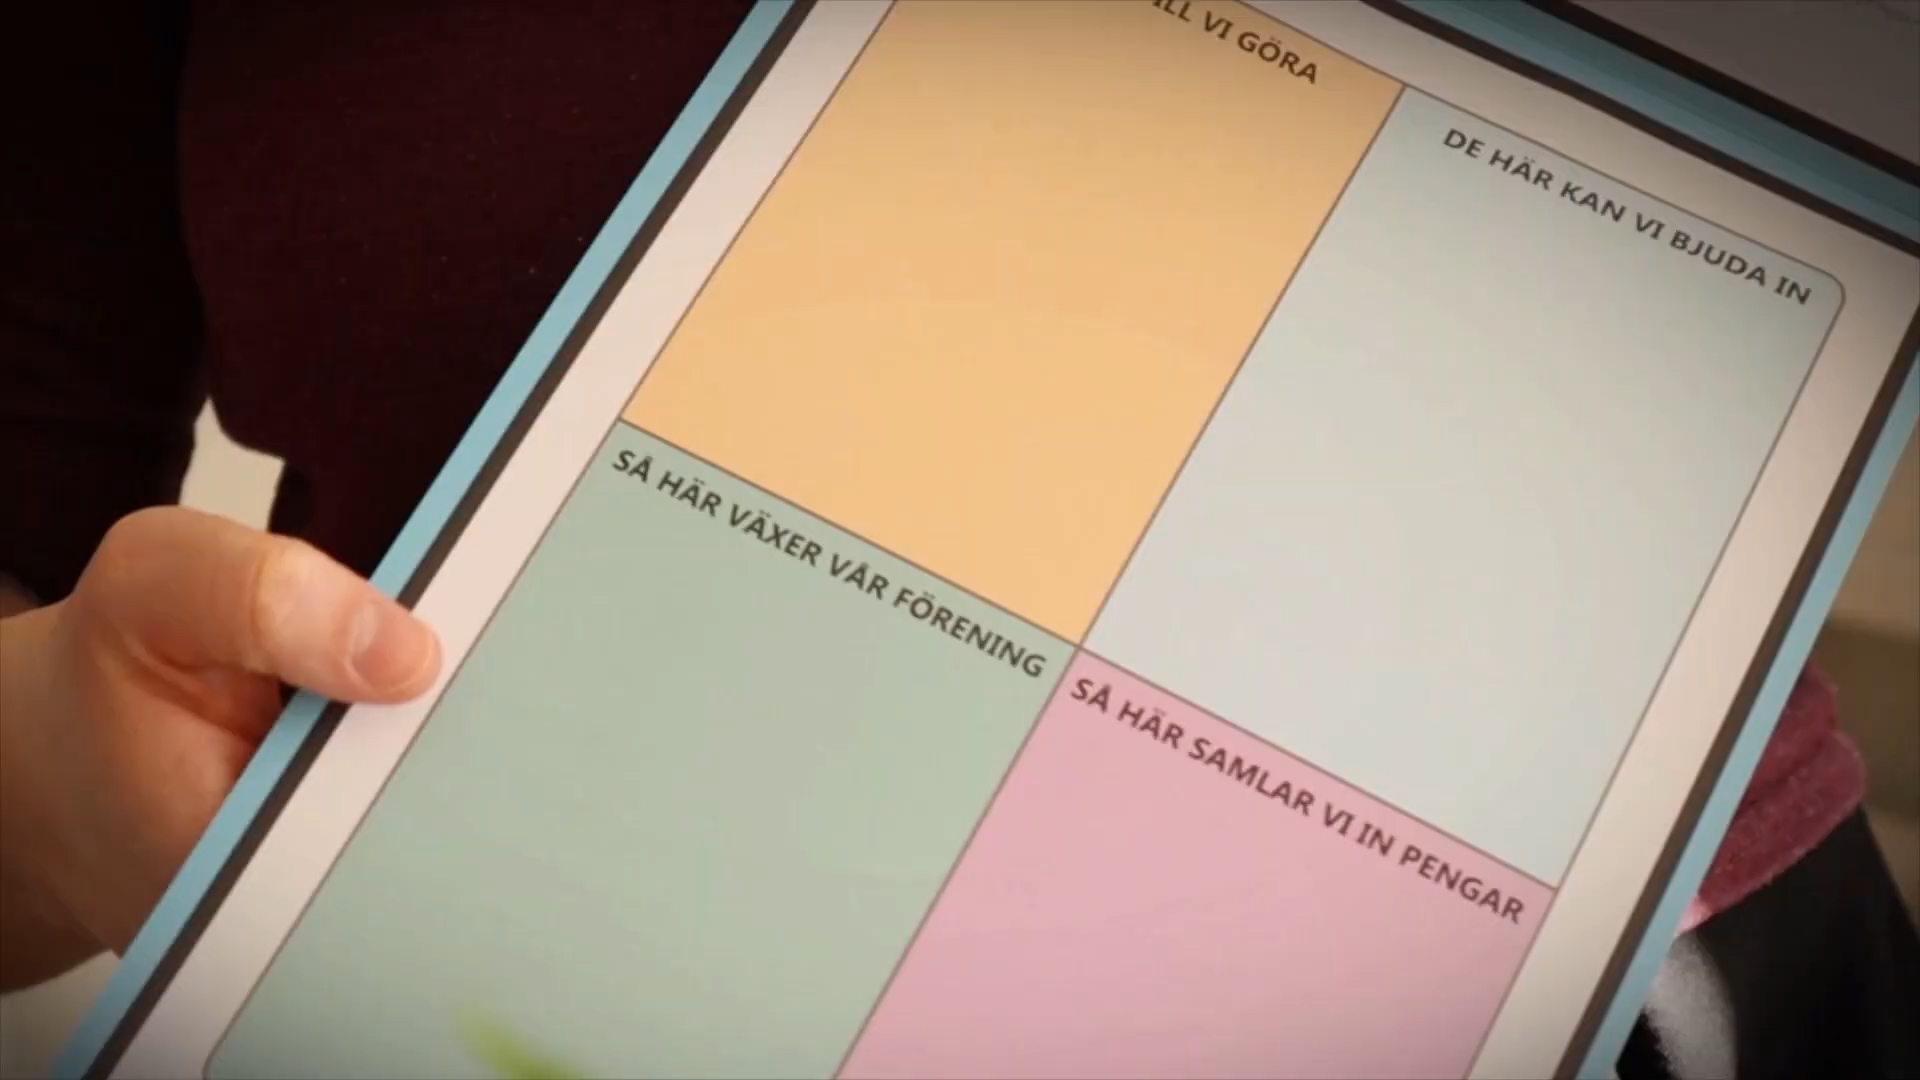 VI GÖRA
DE HÄR KAN VI BJUDA IN
SÅ HÄR VÄXER VÅR FÖRENING
SÅ HÄR SAMLAR VI IN PENGAR